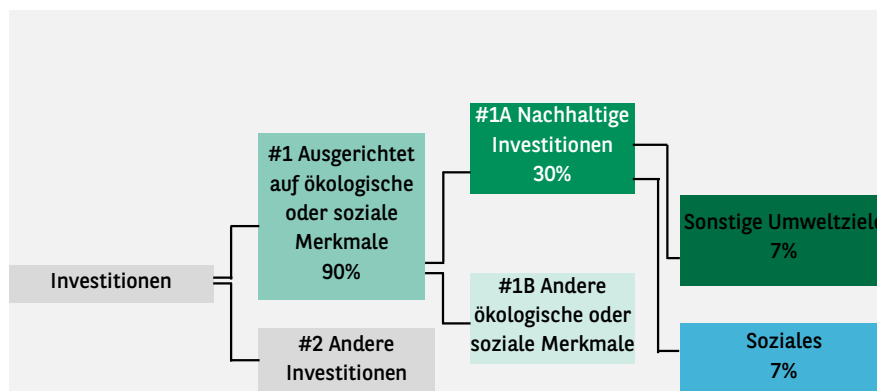 Investitionen
#1 Ausgerichtet
auf ökologische
oder soziale
Merkmale
90%
#2 Andere
Investitionen
#1A Nachhaltige
Investitionen
30%
#1B Andere
ökologische oder
soziale Merkmale
Sonstige Umweltziele
7%
Soziales
7%